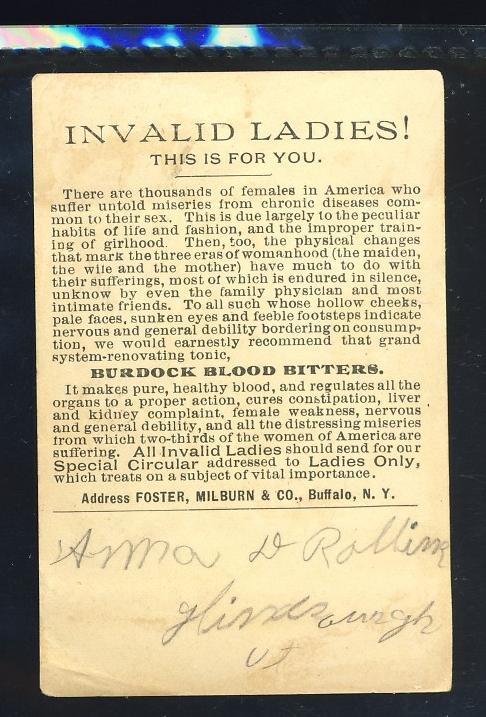 INVALID LADIES!
THIS IS FOR YOU.
There are thousands of females in America who
suffer untold miseries from chronic diseases com-
mon to their sex. This is due largely to the peculiar
habits of life and fashion, and the improper train-
ing of girlhood. Then, too, the physical changes
that mark the three eras of womanhood (the maiden,
the wife and the mother) have much to do with
their sufferings, most of which is endured in silence,
unknow by even the family physician and most
intimate friends. To all such whose hollow cheeks,
pale faces, sunken eyes and feeble footsteps indicate
nervous and general debility bordering on consump-
tion, we would earnestly recommend that grand
system-renovating tonic,
BURDOCK BLOOD BITTERS.
It makes pure, healthy blood, and regulates all the
organs to a proper action, cures constipation, liver
and kidney complaint, female weakness, nervous
and general debility, and all the distressing miseries
from which two-thirds of the women of America are
suffering. All Invalid Ladies should send for our
Special Circular addressed to Ladies Only,
which treats on a subject of vital importance.
Address FOSTER, MILBURN & CO., Buffalo, N. Y.
Anna D Rollins
Hinesburgh
Vt